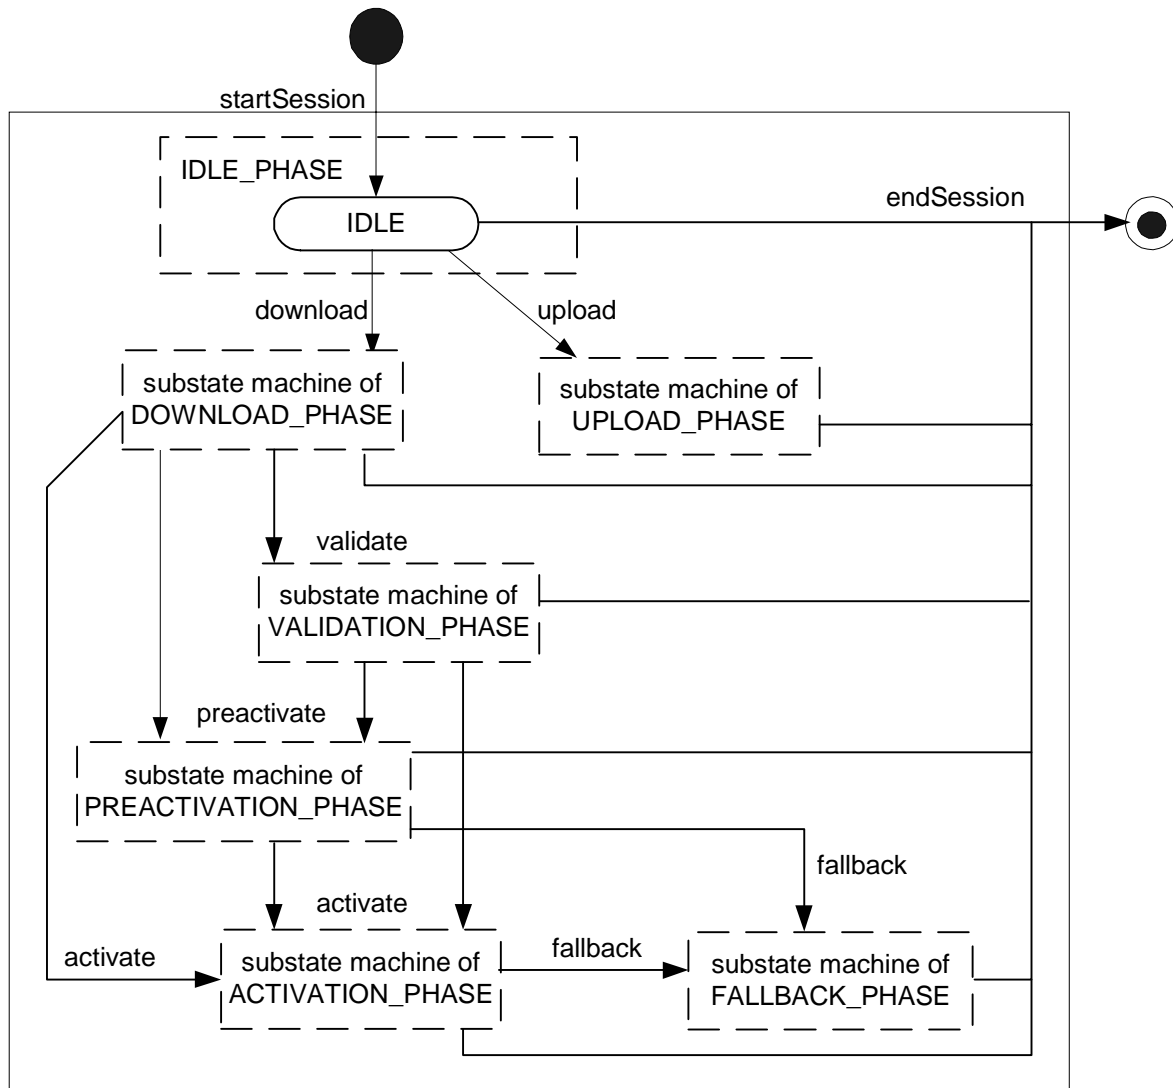 startSession
IDLE_PHASE
IDLE
endSession
download
upload
substate machine of
DOWNLOAD_PHASE
substate machine of
UPLOAD_PHASE
validate
substate machine of
VALIDATION_PHASE
preactivate
substate machine of
PREACTIVATION_PHASE
fallback
activate
activate
substate machine of
ACTIVATION_PHASE
fallback
substate machine of
FALLBACK_PHASE